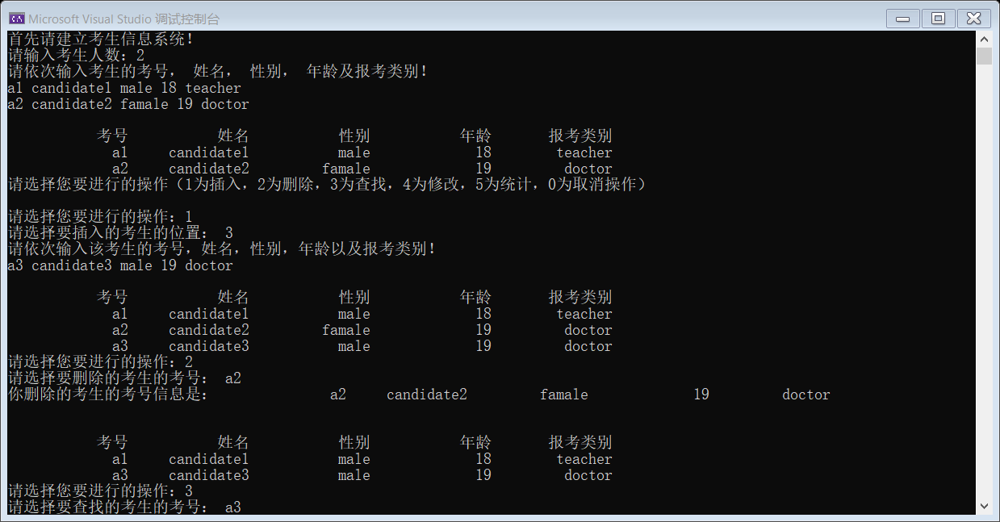 Microsoft Visual Studio 调试控制台
首先请建立考生信息系统！
请输入考生人数：2
请依次输入考生的考号， 姓名， 性别， 年龄及报考类别！
a1 candidate1 male 18 teacher
a2 candidate2 famale 19 doctor
考号 姓名 性别 年龄 报考类别
a1 candidate1 male 18 teacher
a2 candidate2 famale 19 doctor
请选择您要进行的操作（1为插入，2为删除，3为查找，4为修改，5为统计，0为取消操作）
请选择您要进行的操作：1
请选择要插入的考生的位置： 3
请依次输入该考生的考号，姓名，性别，年龄以及报考类别！
a3 candidate3 male 19 doctor
考号 姓名 性别 年龄 报考类别
a1 candidate1 male 18 teacher
a2 candidate2 famale 19 doctor
a3 candidate3 male 19 doctor
请选择您要进行的操作：2
请选择要删除的考生的考号： a2
你删除的考生的考号信息是： a2 candidate2 famale 19 doctor
考号 姓名 性别 年龄 报考类别
a1 candidate1 male 18 teacher
a3 candidate3 male 19 doctor
请选择您要进行的操作：3
请选择要查找的考生的考号： a3